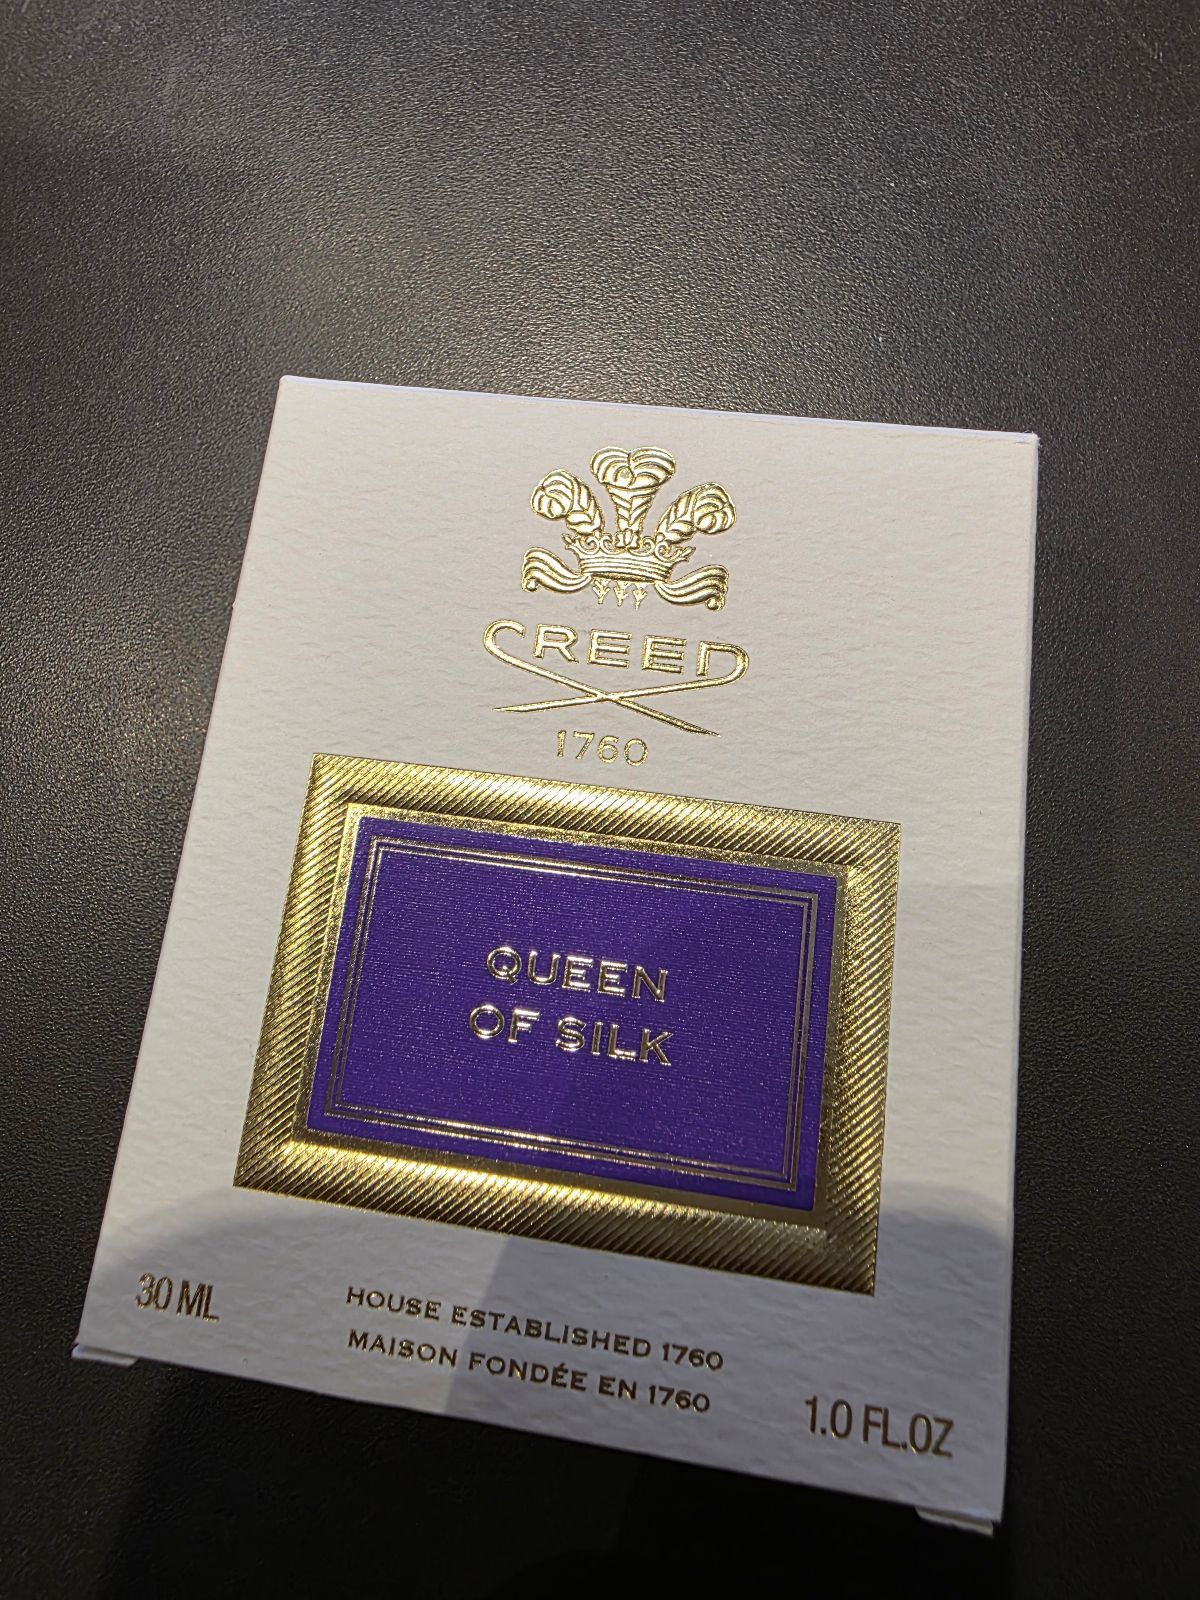 CREED
1760
QUEEN
OF SILK
30 ML
HOUSE ESTABLISHED 1760
MAISON FONDÉE EN 1760
1.0 FL.OZ